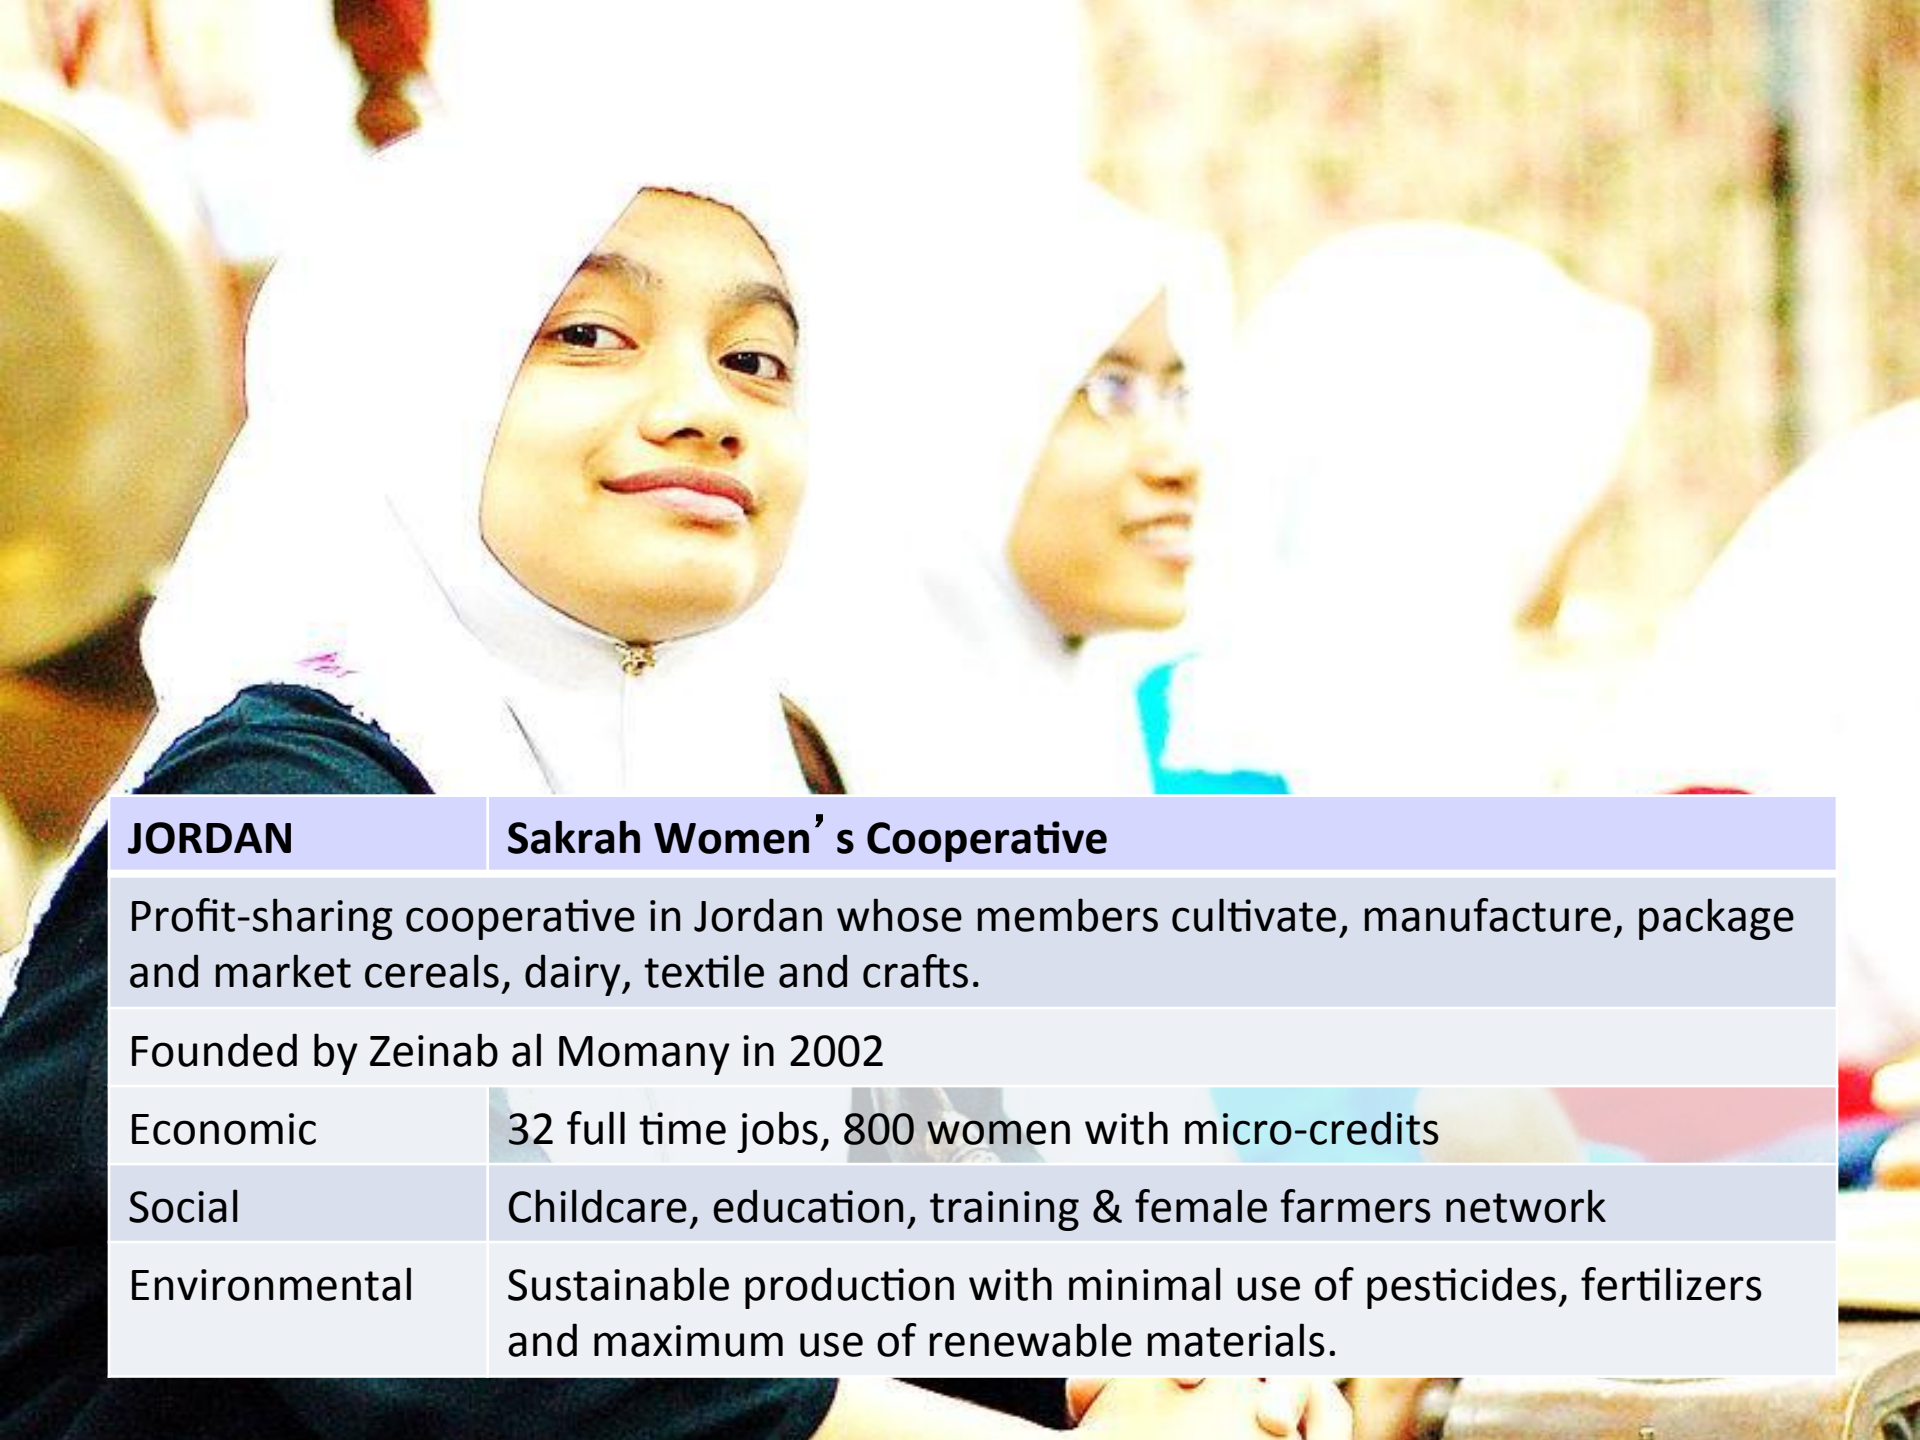 JORDAN
Sakrah Women’s Cooperative
Profit-sharing cooperative in Jordan whose members cultivate, manufacture, package
and market cereals, dairy, textile and crafts.
Founded by Zeinab al Momany in 2002
Economic
32 full time jobs, 800 women with micro-credits
Social
Childcare, education, training & female farmers network
Environmental
Sustainable production with minimal use of pesticides, fertilizers
and maximum use of renewable materials.